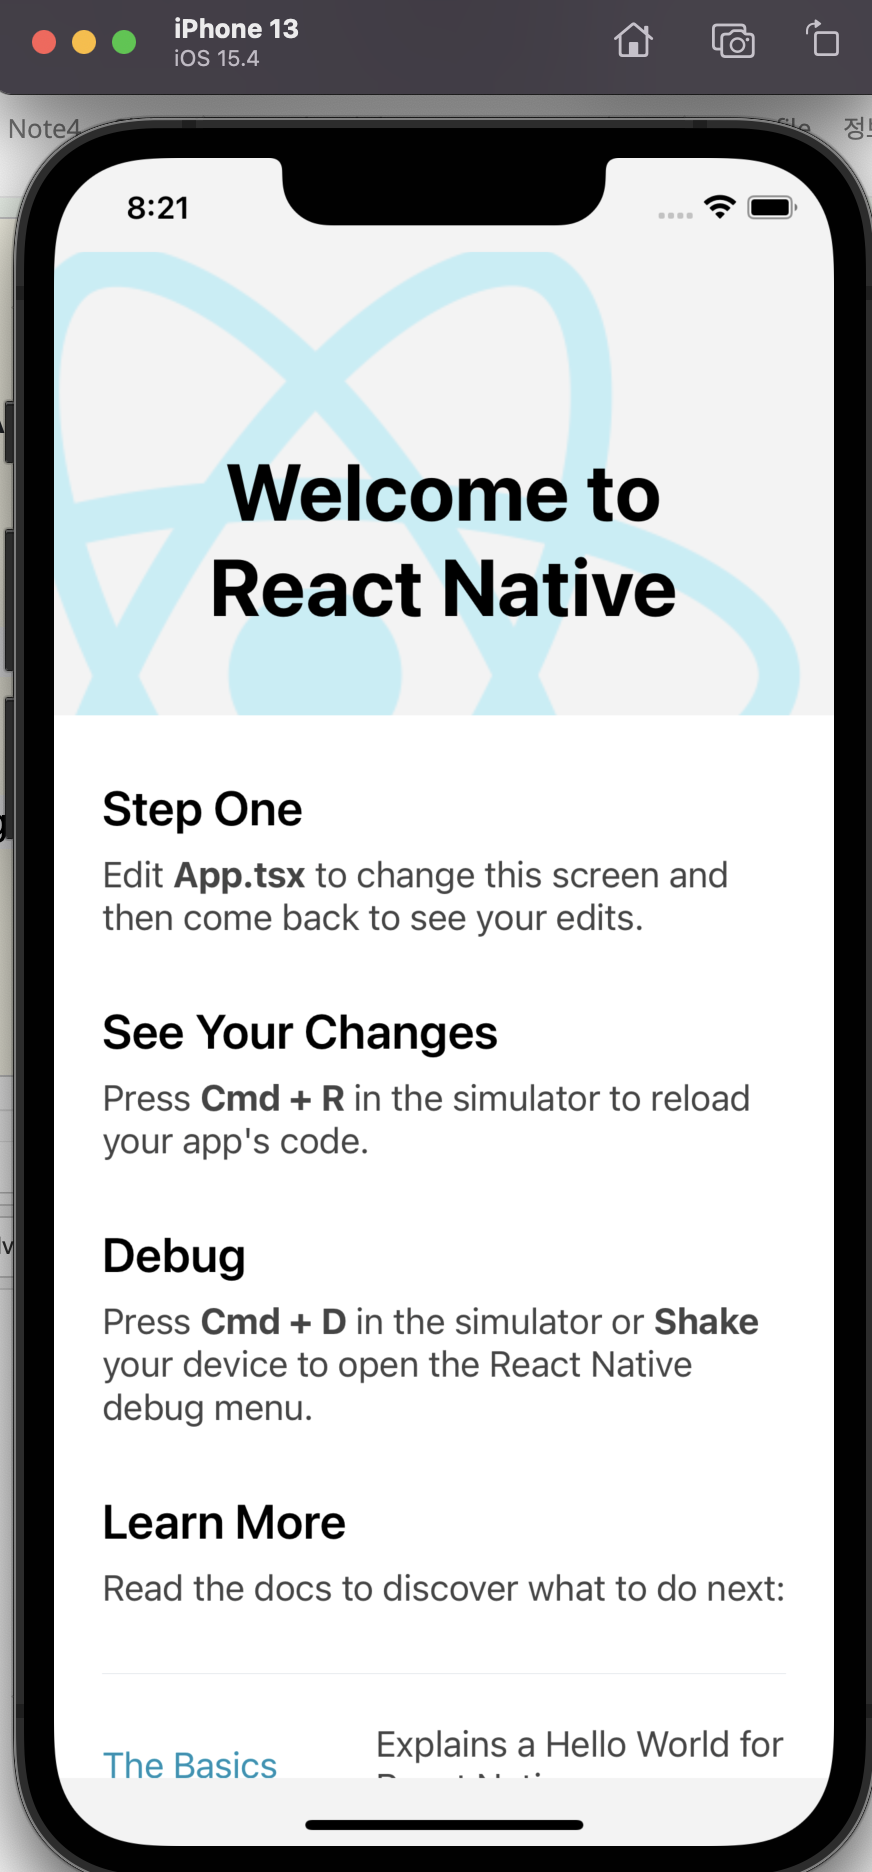 iPhone 13
iOS 15.4
Note4
file
8:21
Welcome to
React Native
Step One
Edit App.tsx to change this screen and
then come back to see your edits.
See Your Changes
Press Cmd + R in the simulator to reload
your app's code.
Debug
Press Cmd + D in the simulator or Shake
your device to open the React Native
debug menu.
Learn More
Read the docs to discover what to do next:
The Basics
Explains a Hello World for